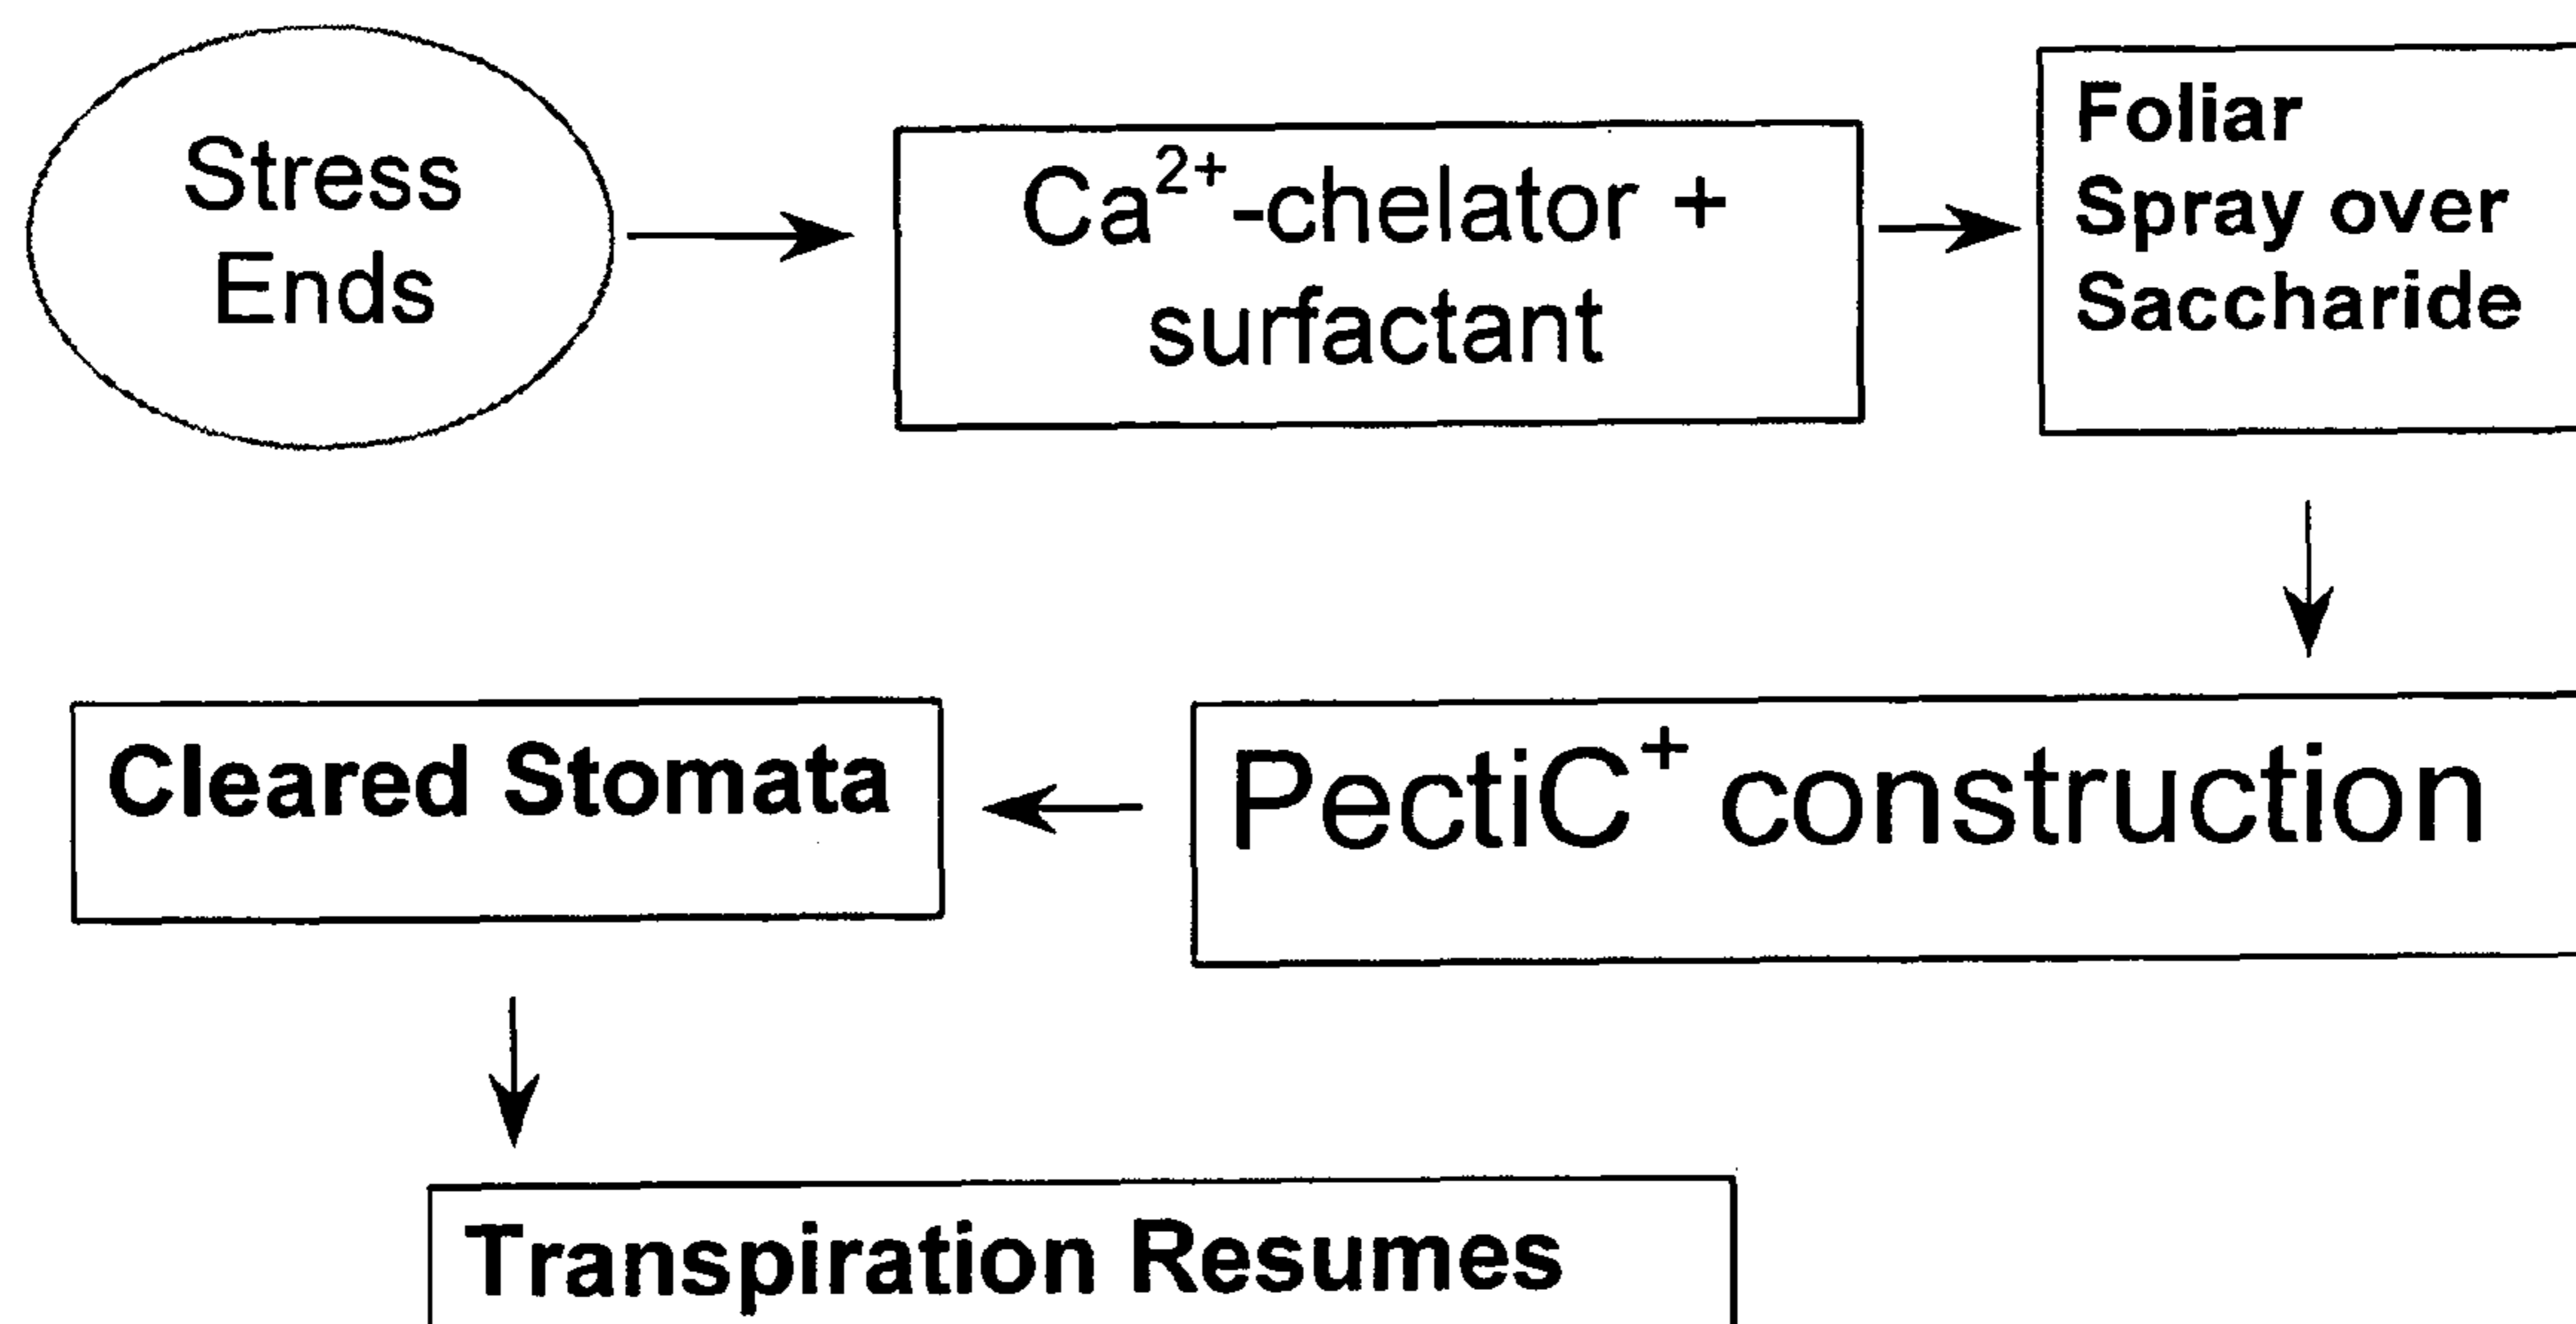 Stress
Ends
Ca²⁺-chelator +
surfactant
Foliar
Spray over
Saccharide
PectiC⁺ construction
Cleared Stomata
Transpiration Resumes